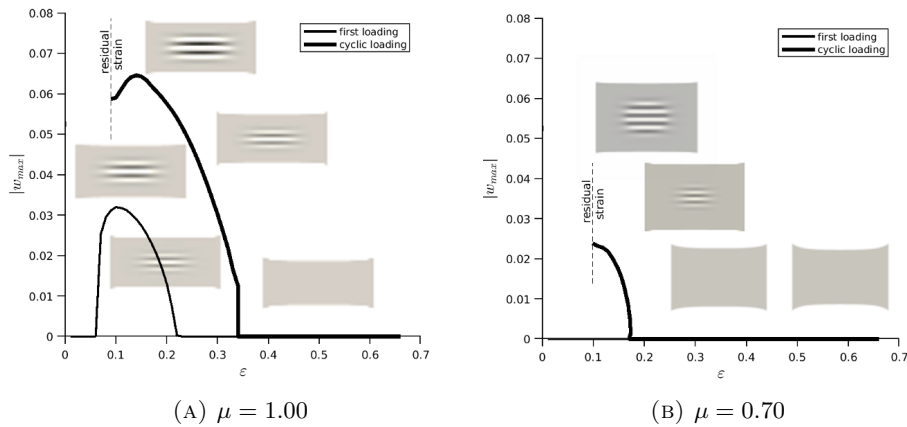 0.08
0.07
0.06
0.05
0.04
0.03
0.02
0.01
0
|w_max|
residual
strain
first loading
cyclic loading
0 0.1 0.2 0.3 0.4 0.5 0.6 0.7
ε
(A) μ = 1.00
0.08
0.07
0.06
0.05
0.04
0.03
0.02
0.01
0
|w_max|
residual
strain
first loading
cyclic loading
0 0.1 0.2 0.3 0.4 0.5 0.6 0.7
ε
(B) μ = 0.70